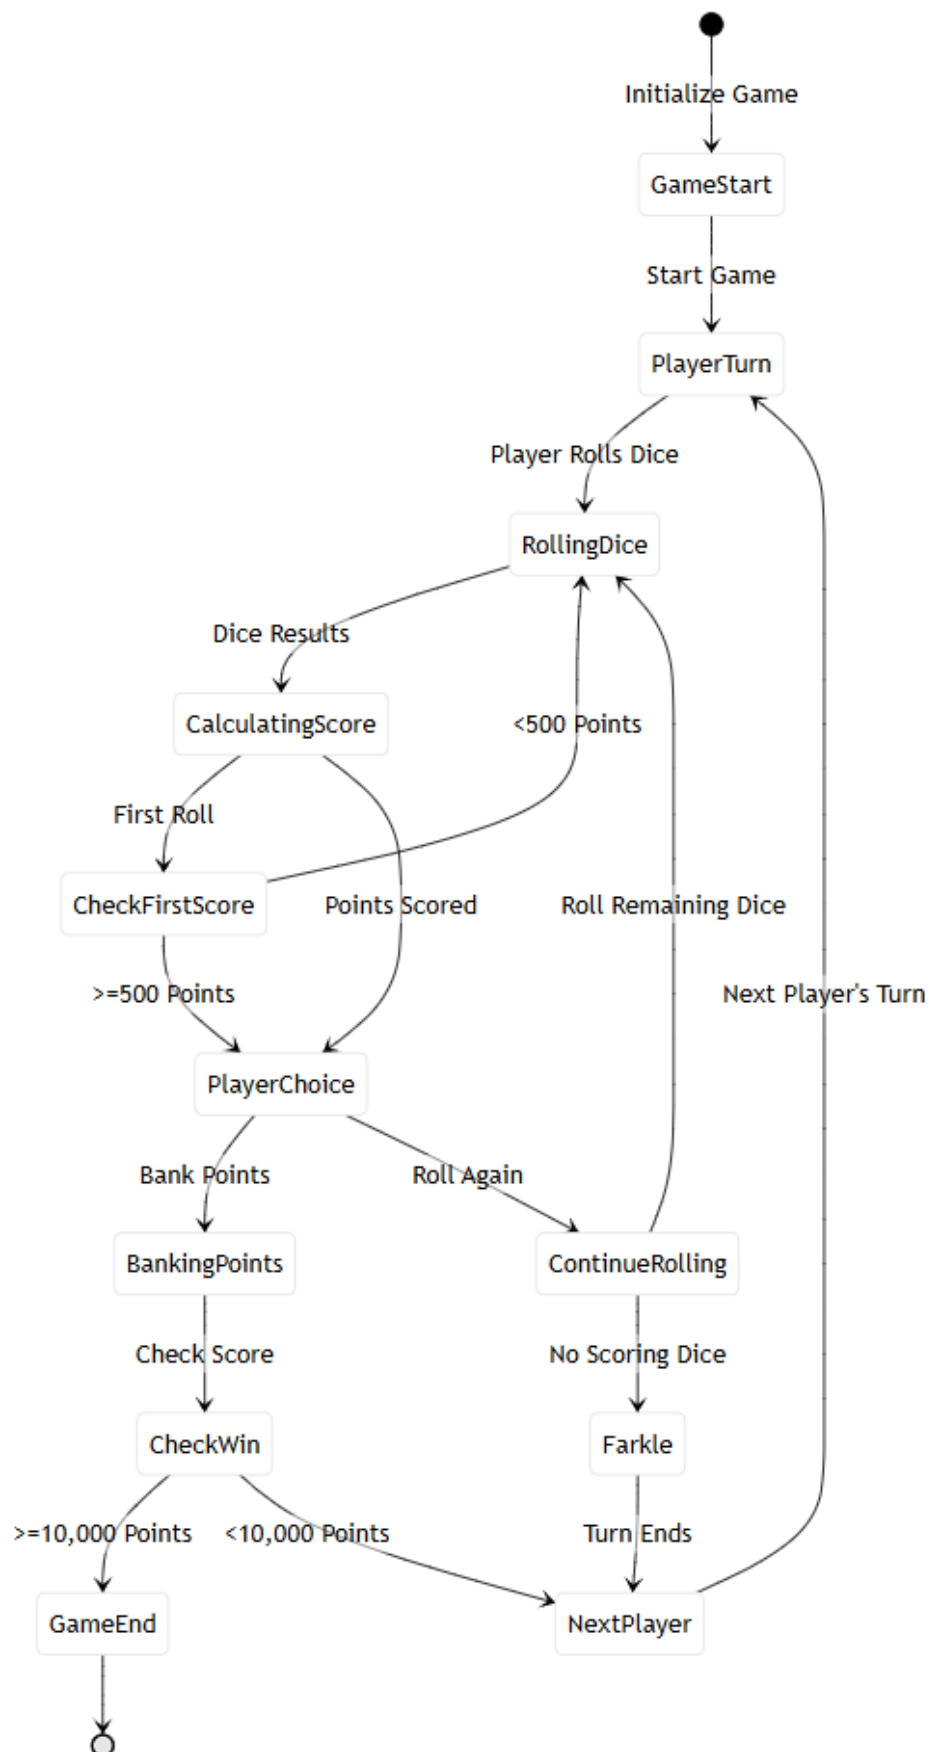 Initialize Game
GameStart
Start Game
PlayerTurn
Player Rolls Dice
RollingDice
Dice Results
CalculatingScore
<500 Points
First Roll
CheckFirstScore
Points Scored
Roll Remaining Dice
>=500 Points
Next Player's Turn
PlayerChoice
Bank Points
Roll Again
BankingPoints
ContinueRolling
Check Score
No Scoring Dice
CheckWin
Farkle
>=10,000 Points
<10,000 Points
Turn Ends
GameEnd
NextPlayer